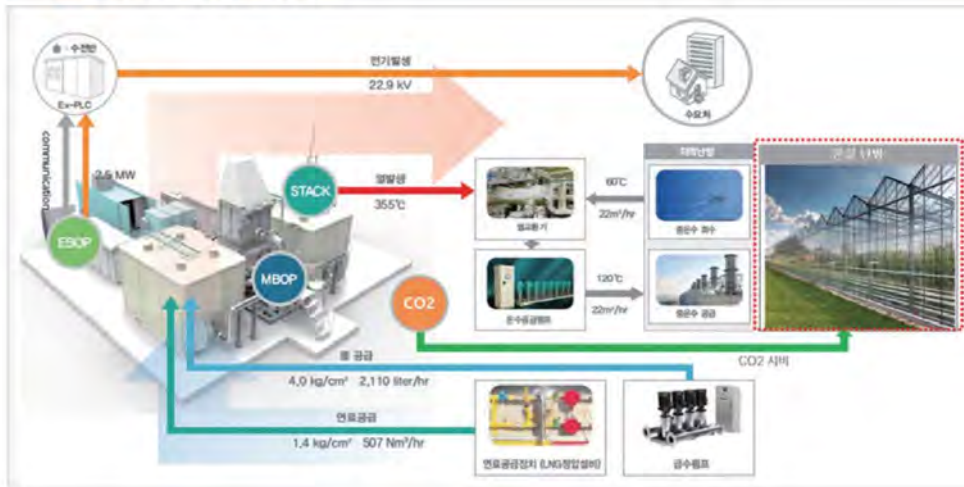 수전반
Ex-PLC
communication
2.5 MW
전기발생
22.9 kV
수요처
EBOP
STACK
MBOP
열발생
355℃
열교환기
온수공급펌프
60℃
22m³/hr
120℃
22m³/hr
지역난방
중온수 회수
중온수 공급
온실 난방
CO2
CO2 시비
물 공급
4.0 kg/cm² 2,110 liter/hr
연료공급
1.4 kg/cm² 507 Nm³/hr
연료공급장치 (LNG정압설비)
급수펌프